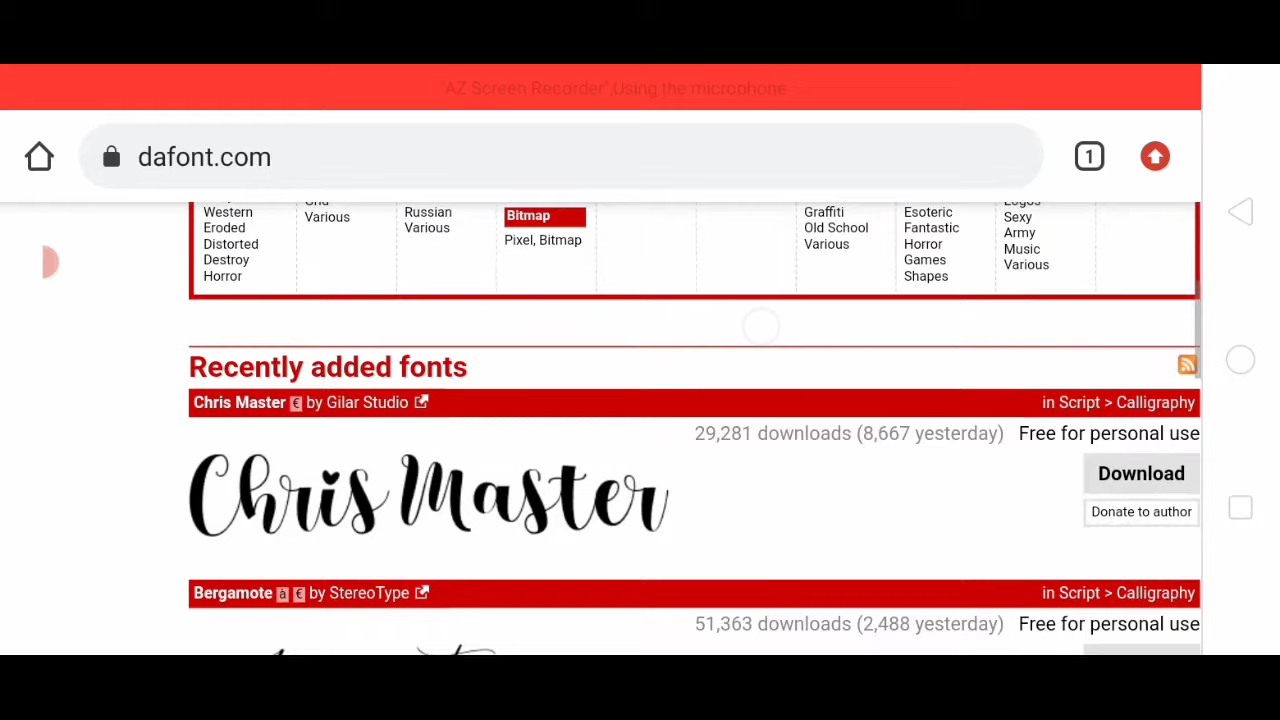 'AZ Screen Recorder' Using the microphone
dafont.com
1
Western
Eroded
Distorted
Destroy
Horror
Various
Russian
Various
Bitmap
Pixel, Bitmap
Graffiti
Old School
Various
Esoteric
Fantastic
Horror
Games
Shapes
Logos
Sexy
Army
Music
Various
Recently added fonts
Chris Master € by Gilar Studio in Script > Calligraphy
29,281 downloads (8,667 yesterday) Free for personal use
Chris Master
Download
Donate to author
Bergamote à € by StereoType in Script > Calligraphy
51,363 downloads (2,488 yesterday) Free for personal use